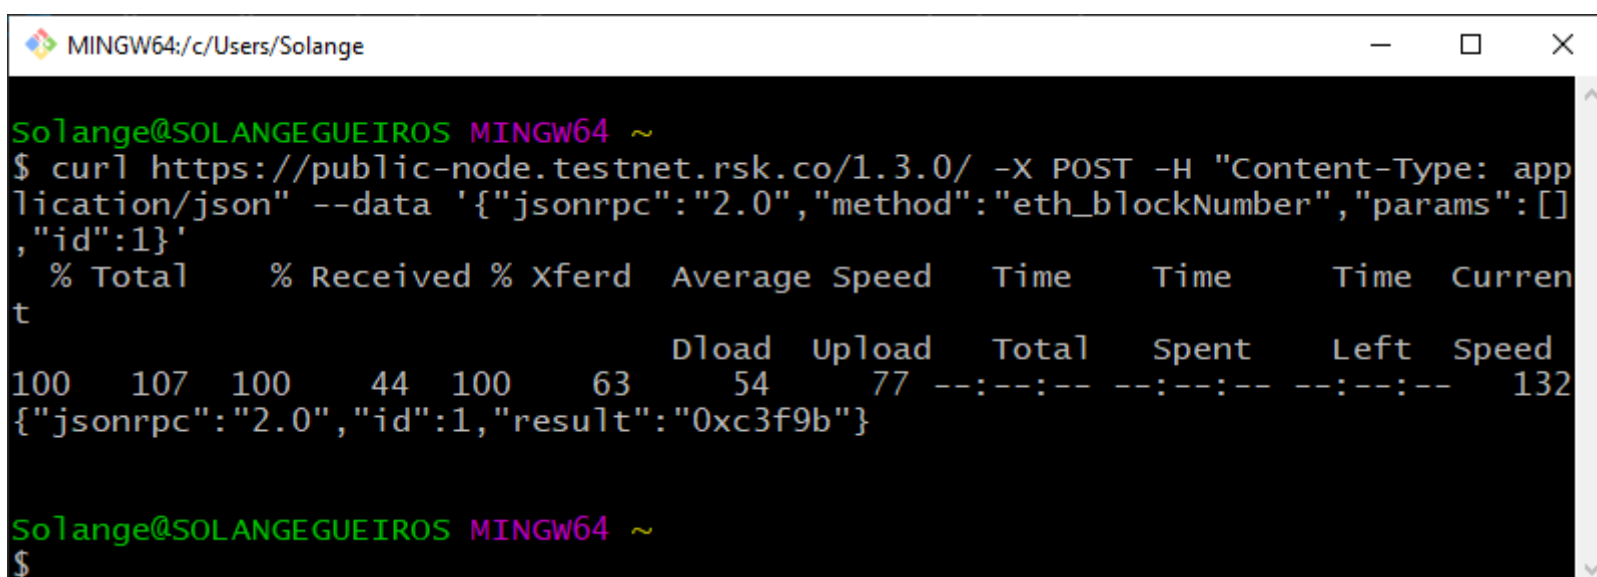 MINGW64:/c/Users/Solange
Solange@SOLANGEGUEIROS MINGW64 ~
$ curl https://public-node.testnet.rsk.co/1.3.0/ -X POST -H "Content-Type: app
lication/json" --data '{"jsonrpc":"2.0","method":"eth_blockNumber","params":[]
,"id":1}'
  % Total    % Received % Xferd  Average Speed   Time    Time     Time  Curren
t
                                 Dload  Upload   Total   Spent    Left  Speed
100   107  100    44  100    63     54     77 --:--:-- --:--:-- --:--:--   132
{"jsonrpc":"2.0","id":1,"result":"0xc3f9b"}
Solange@SOLANGEGUEIROS MINGW64 ~
$